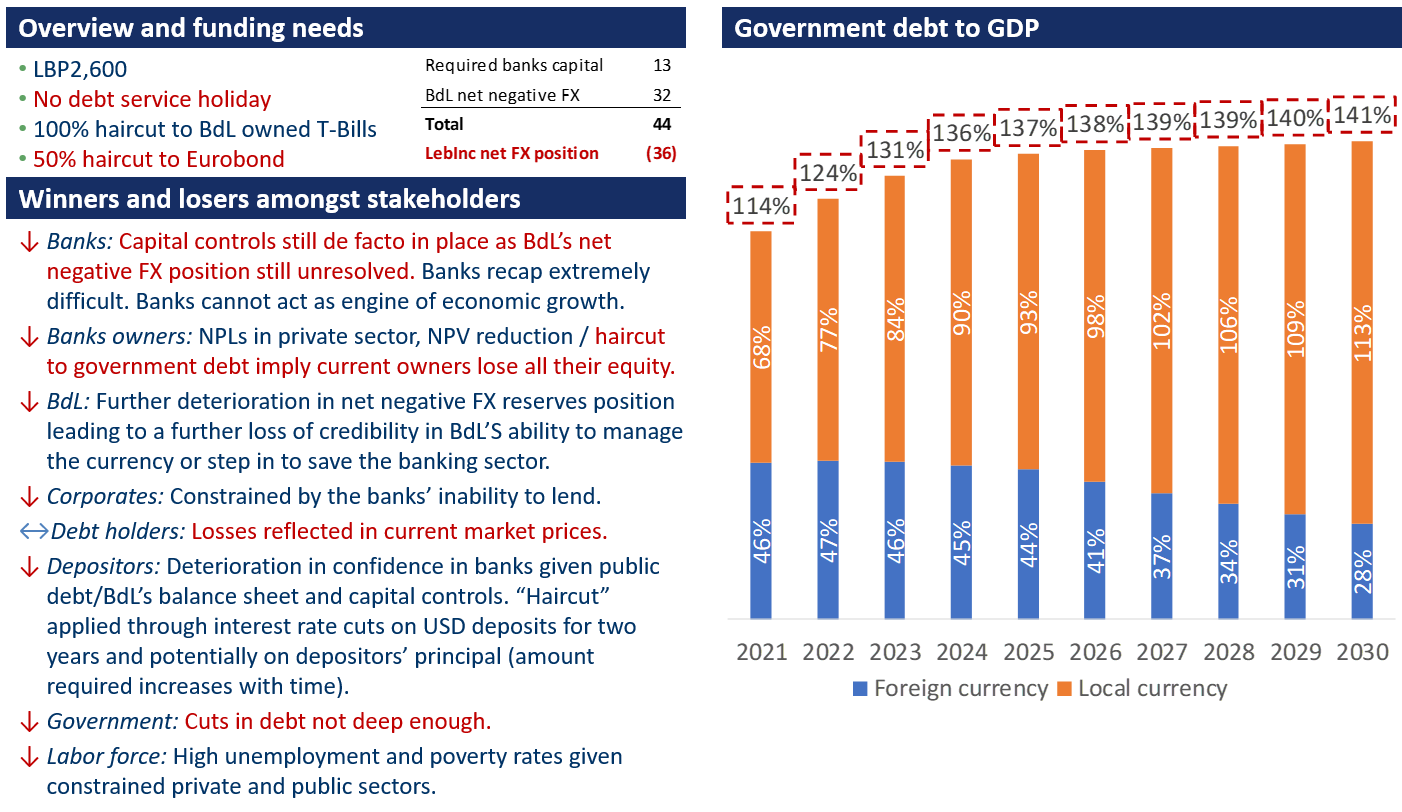 Overview and funding needs
• LBP2,600
• No debt service holiday
• 100% haircut to BdL owned T-Bills
• 50% haircut to Eurobond
Required banks capital 13
BdL net negative FX 32
Total 44
LebInc net FX position (36)
Winners and losers amongst stakeholders
↓ Banks: Capital controls still de facto in place as BdL’s net
negative FX position still unresolved. Banks recap extremely
difficult. Banks cannot act as engine of economic growth.
↓ Banks owners: NPLs in private sector, NPV reduction / haircut
to government debt imply current owners lose all their equity.
↓ BdL: Further deterioration in net negative FX reserves position
leading to a further loss of credibility in BdL’S ability to manage
the currency or step in to save the banking sector.
↓ Corporates: Constrained by the banks’ inability to lend.
↔ Debt holders: Losses reflected in current market prices.
↓ Depositors: Deterioration in confidence in banks given public
debt/BdL’s balance sheet and capital controls. “Haircut”
applied through interest rate cuts on USD deposits for two
years and potentially on depositors’ principal (amount
required increases with time).
↓ Government: Cuts in debt not deep enough.
↓ Labor force: High unemployment and poverty rates given
constrained private and public sectors.
Government debt to GDP
114% 124% 131% 136% 137% 138% 139% 139% 140% 141%
68% 77% 84% 90% 93% 98% 102% 106% 109% 113%
46% 47% 46% 45% 44% 41% 37% 34% 31% 28%
2021 2022 2023 2024 2025 2026 2027 2028 2029 2030
Foreign currency Local currency